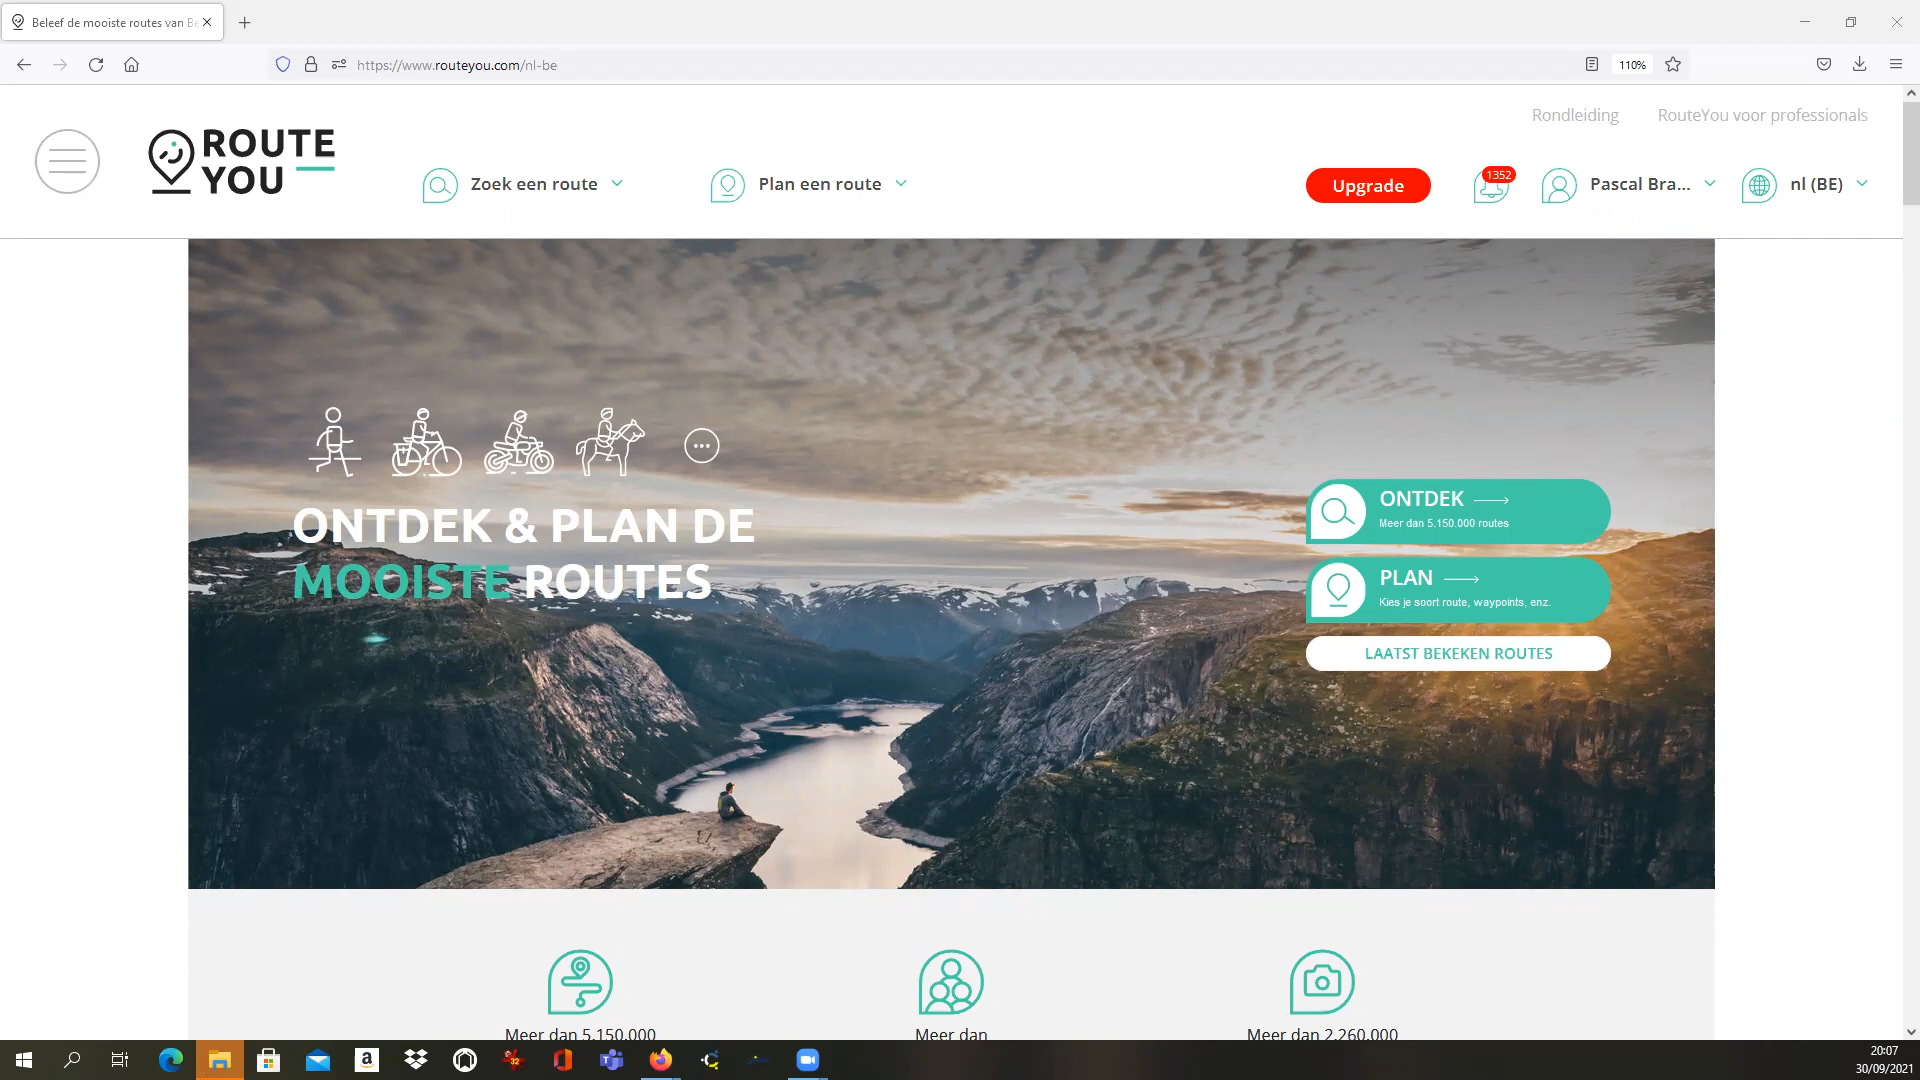 Beleef de mooiste routes van Be
https://www.routeyou.com/nl-be
110%
Rondleiding
RouteYou voor professionals
ROUTE
YOU
Zoek een route
Plan een route
Upgrade
1352
Pascal Bra...
nl (BE)
ONTDEK & PLAN DE
MOOISTE ROUTES
ONTDEK
Meer dan 5.150.000 routes
PLAN
Kies je soort route, waypoints, enz.
LAATST BEKEKEN ROUTES
Meer dan 5.150.000
Meer dan
Meer dan 2.260.000
20:07
30/09/2021